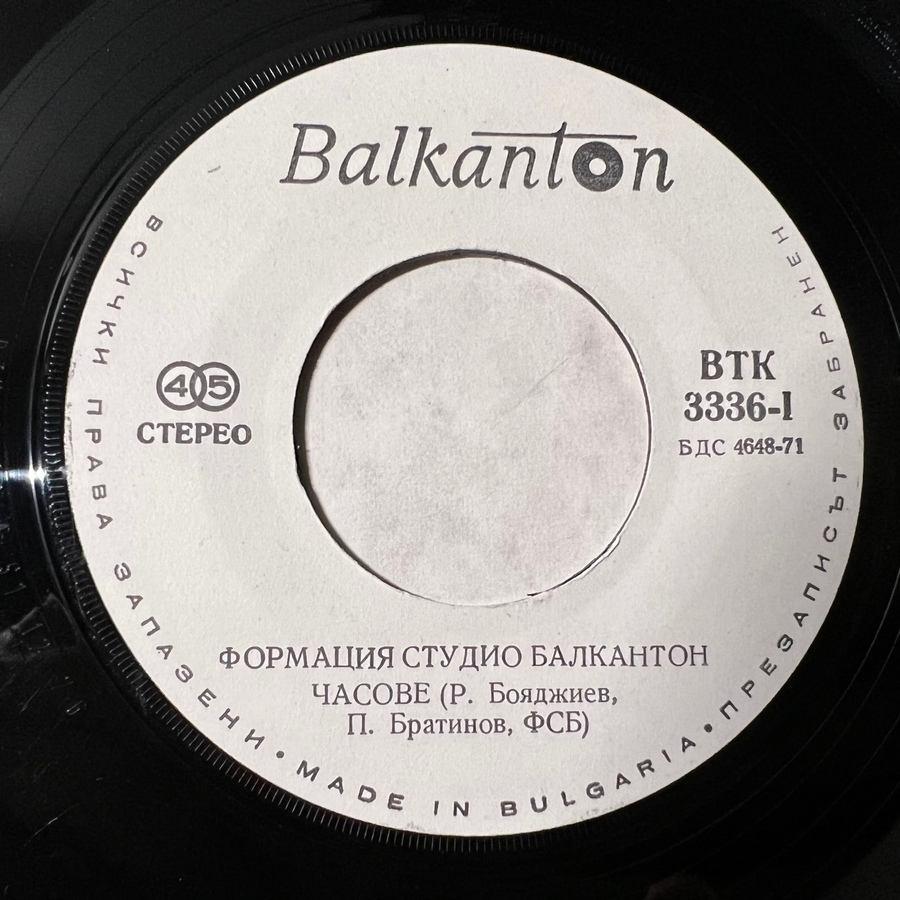 Balkanton
45
СТЕРЕО
ВТК
3336-I
БДС 4648-71
ФОРМАЦИЯ СТУДИО БАЛКАНТОН
ЧАСОВЕ (Р. Бояджиев,
П. Братинов, ФСБ)
ВСИЧКИ ПРАВА ЗАПАЗЕНИ • MADE IN BULGARIA • ПРЕЗАПИСЪТ ЗАБРАНЕН